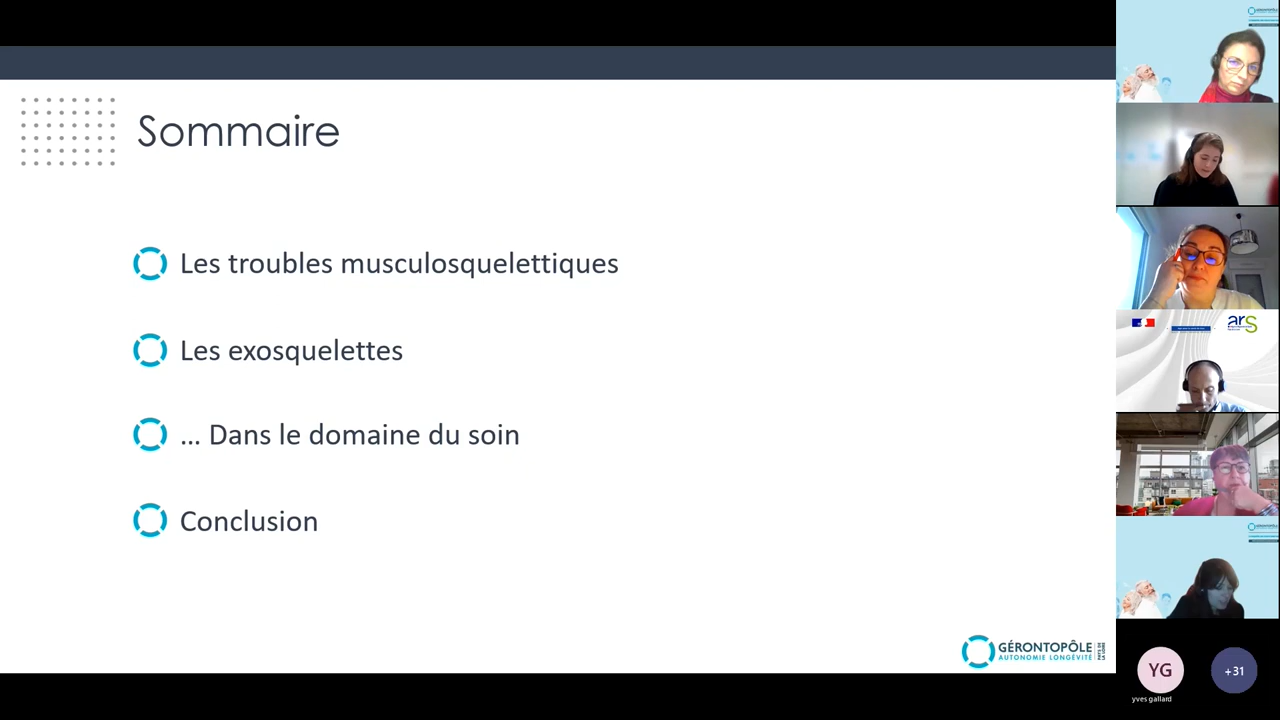 Sommaire
Les troubles musculosquelettiques
Les exosquelettes
... Dans le domaine du soin
Conclusion
GÉRONTOPÔLE
AUTONOMIE LONGÉVITÉ
ars
YG
yves gallard
+31